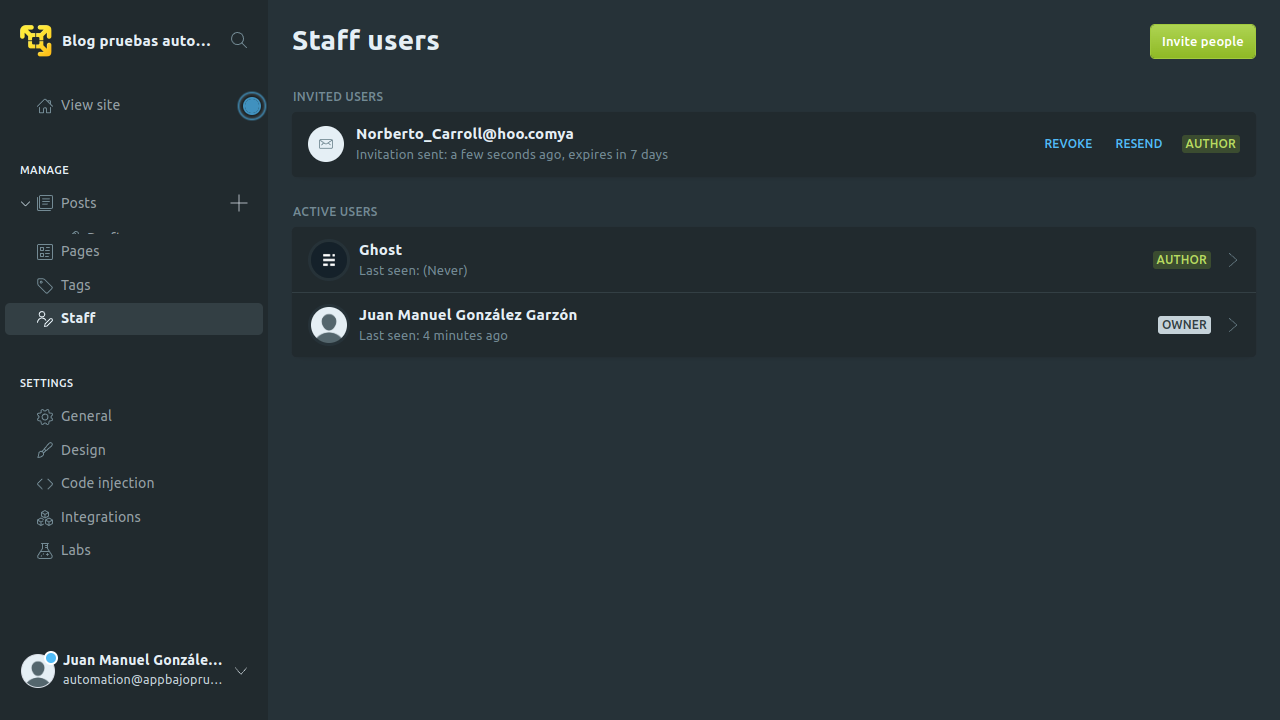 Blog pruebas auto...
View site
MANAGE
Posts
Pages
Tags
Staff
SETTINGS
General
Design
Code injection
Integrations
Labs
Juan Manuel Gonzále...
automation@appbajopru...
Staff users
Invite people
INVITED USERS
Norberto_Carroll@hoo.comya
Invitation sent: a few seconds ago, expires in 7 days
REVOKE RESEND AUTHOR
ACTIVE USERS
Ghost
Last seen: (Never)
AUTHOR
Juan Manuel González Garzón
Last seen: 4 minutes ago
OWNER